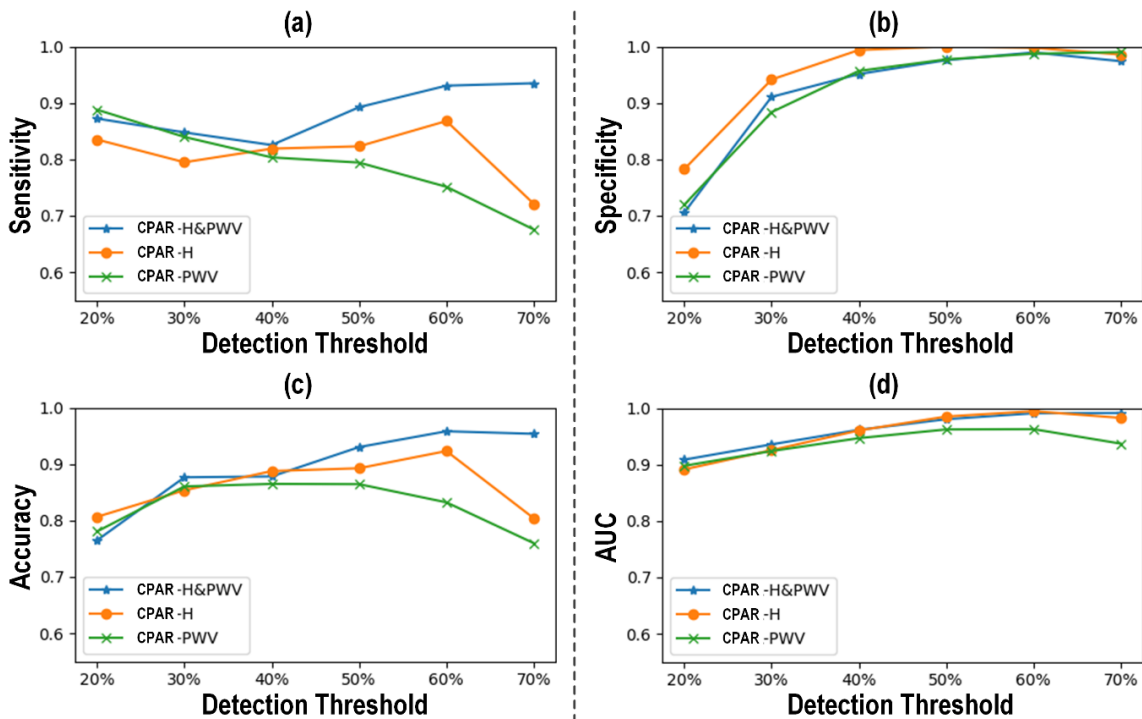 (a)
1.0
0.9
0.8
0.7
0.6
Sensitivity
CPAR -H&PWV
CPAR -H
CPAR -PWV
20% 30% 40% 50% 60% 70%
Detection Threshold
(b)
1.0
0.9
0.8
0.7
0.6
Specificity
CPAR -H&PWV
CPAR -H
CPAR -PWV
20% 30% 40% 50% 60% 70%
Detection Threshold
(c)
1.0
0.9
0.8
0.7
0.6
Accuracy
CPAR -H&PWV
CPAR -H
CPAR -PWV
20% 30% 40% 50% 60% 70%
Detection Threshold
(d)
1.0
0.9
0.8
0.7
0.6
AUC
CPAR -H&PWV
CPAR -H
CPAR -PWV
20% 30% 40% 50% 60% 70%
Detection Threshold